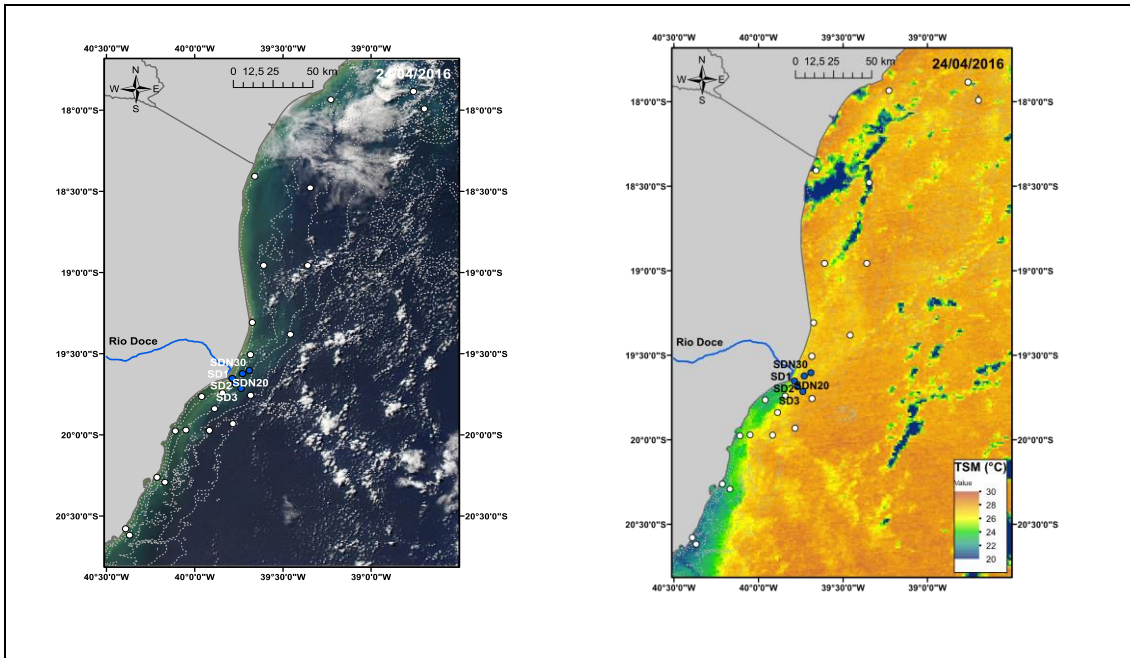 40°30'0"S 40°0'0"W 39°30'0"W 39°0'0"W
N
W E
S
0 12,5 25 50 km
24/04/2016
18°0'0"S 18°0'0"S
18°30'0"S 18°30'0"S
19°0'0"S 19°0'0"S
Rio Doce
19°30'0"S 19°30'0"S
SDN30
SD1
SDN20
SD2
SD3
20°0'0"S 20°0'0"S
20°30'0"S 20°30'0"S
40°30'0"S 40°0'0"W 39°30'0"W 39°0'0"W
40°30'0"S 40°0'0"W 39°30'0"W 39°0'0"W
N
W E
S
0 12,5 25 50 km
24/04/2016
18°0'0"S 18°0'0"S
18°30'0"S 18°30'0"S
19°0'0"S 19°0'0"S
Rio Doce
19°30'0"S 19°30'0"S
SDN30
SD1
SDN20
SD2
SD3
20°0'0"S 20°0'0"S
TSM (°C)
Value
30
28
26
24
22
20
20°30'0"S 20°30'0"S
40°30'0"S 40°0'0"W 39°30'0"W 39°0'0"W